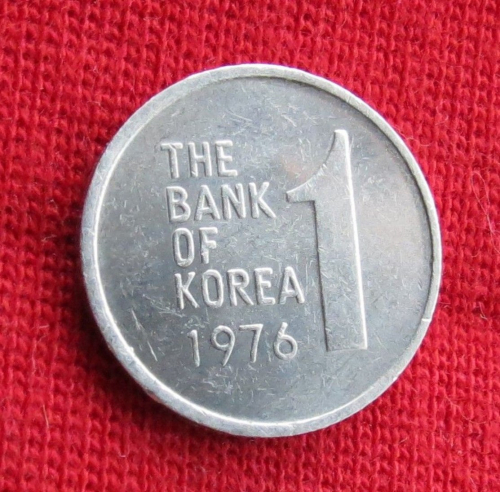 THE
BANK
OF
KOREA
1976
1